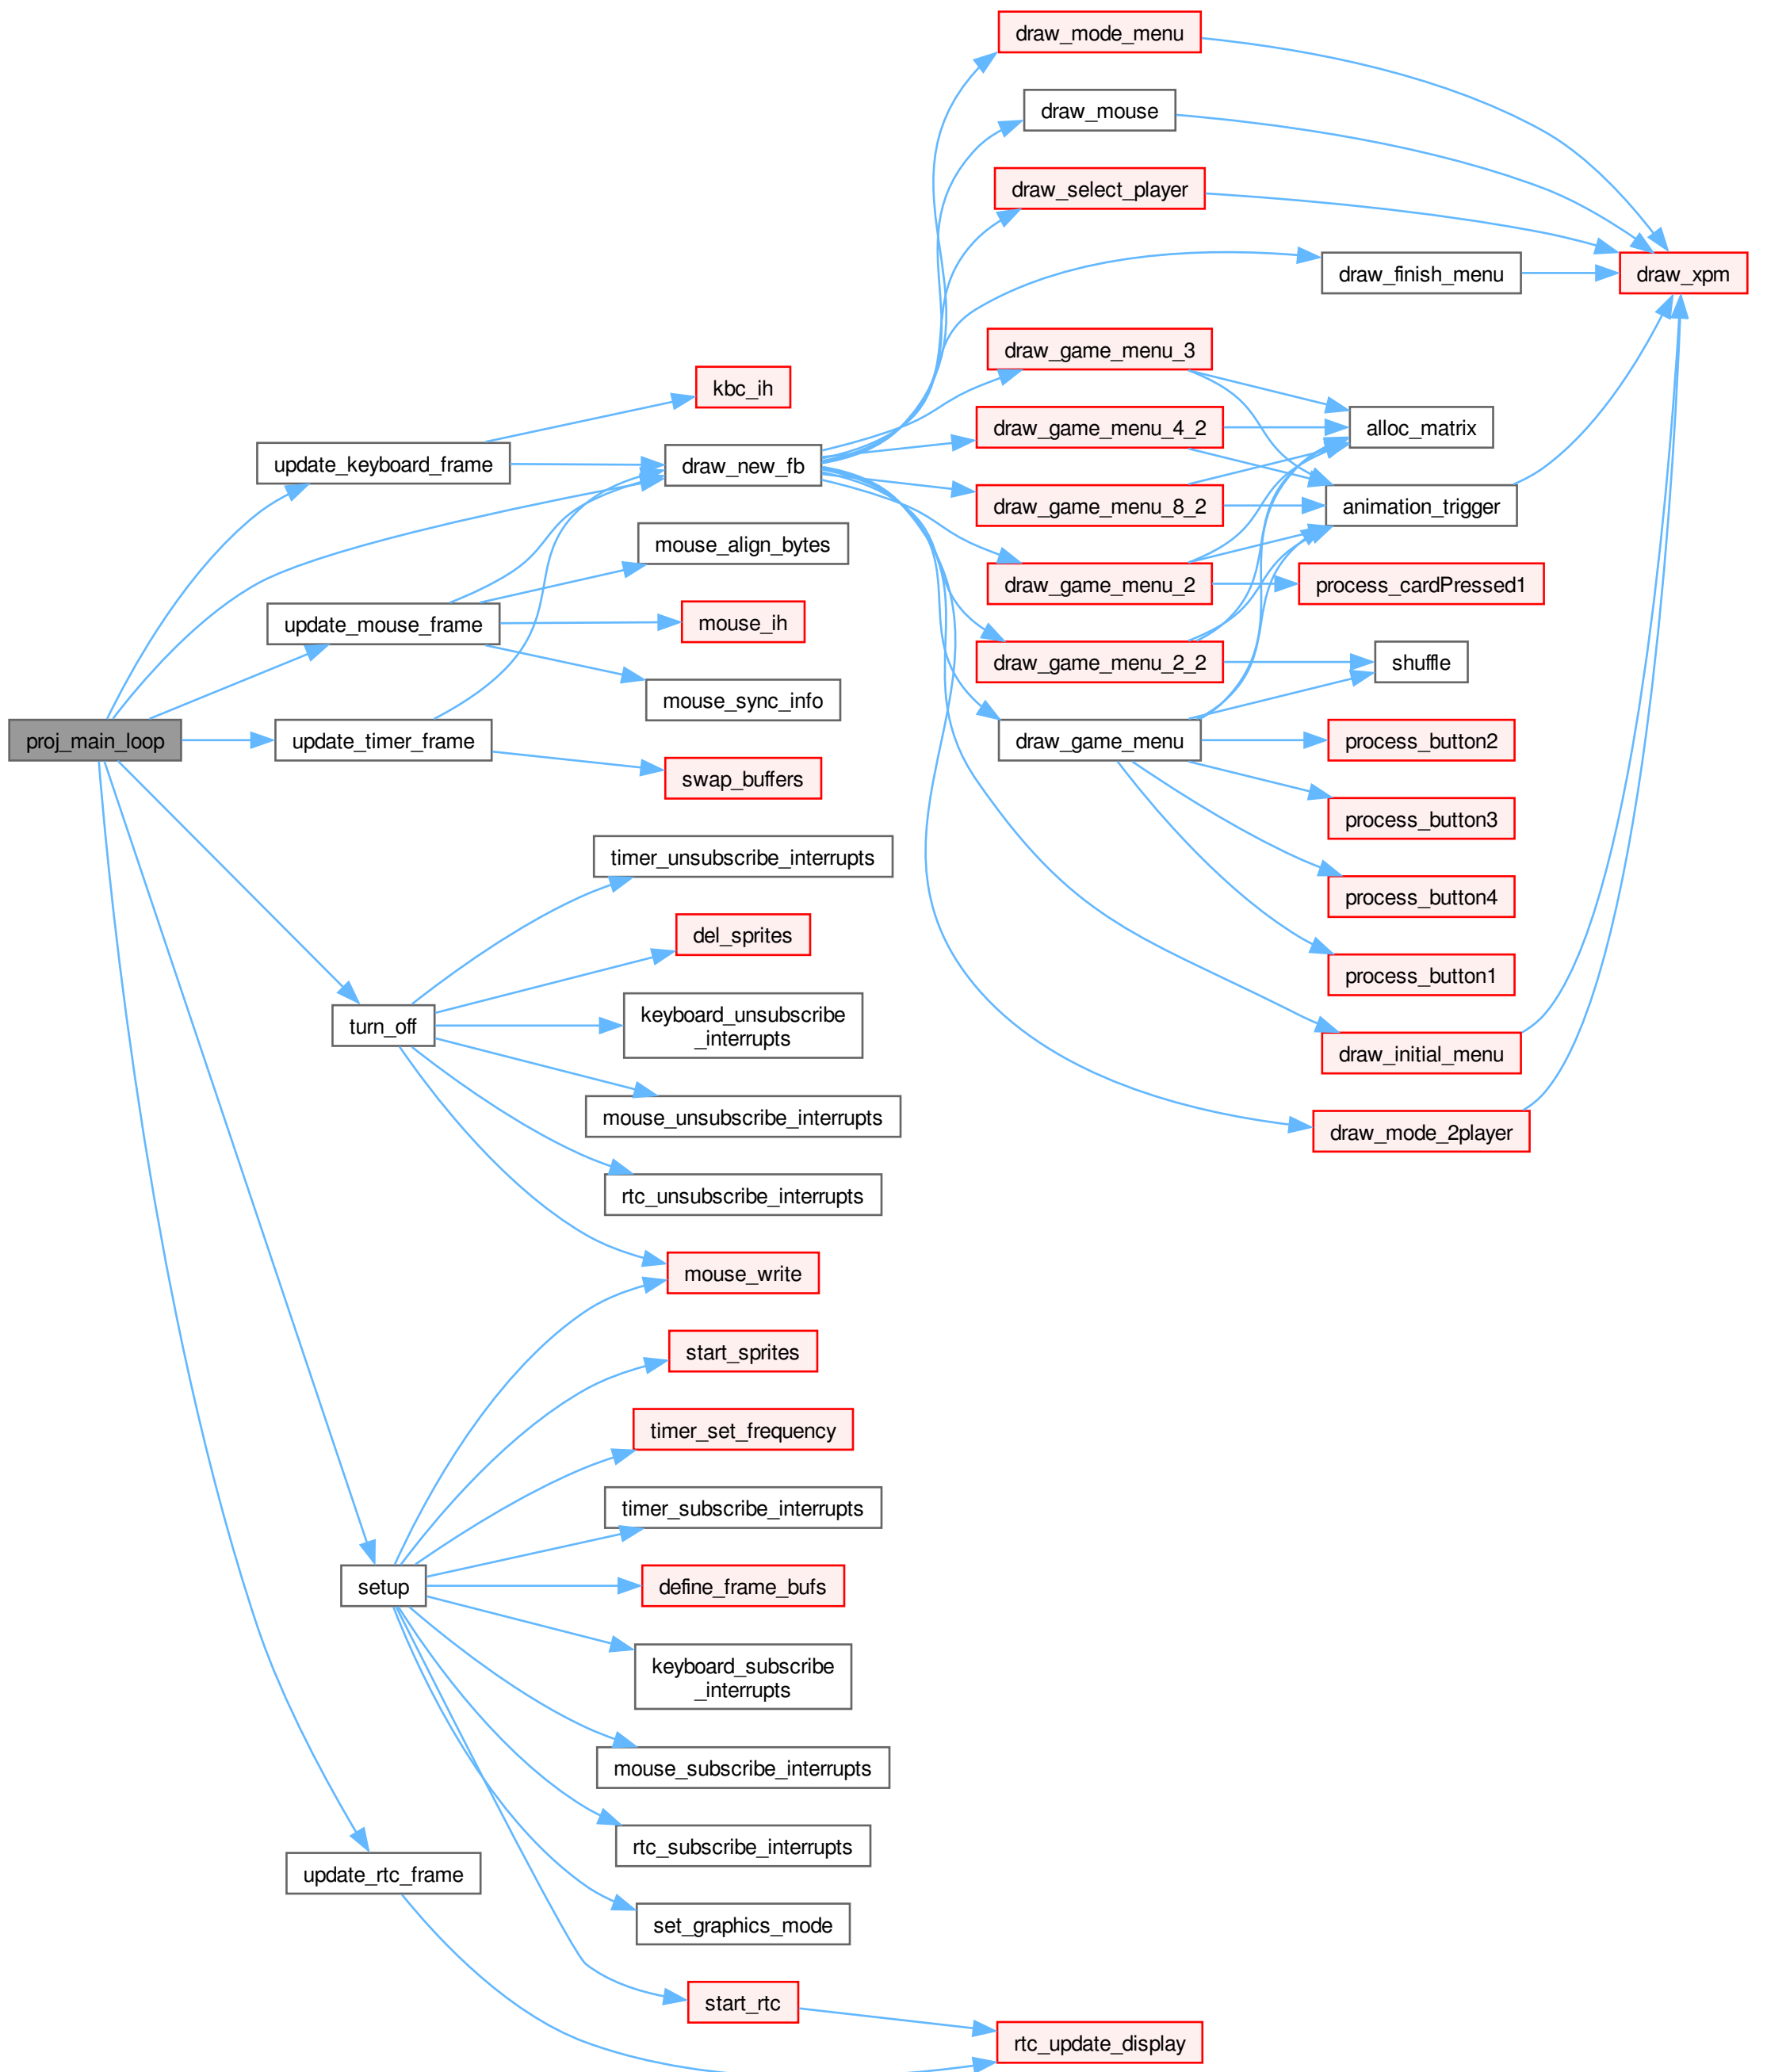 draw_mode_menu
draw_mouse
draw_select_player
draw_finish_menu
draw_xpm
draw_game_menu_3
kbc_ih
draw_game_menu_4_2
alloc_matrix
update_keyboard_frame
draw_new_fb
draw_game_menu_8_2
animation_trigger
mouse_align_bytes
draw_game_menu_2
process_cardPressed1
update_mouse_frame
mouse_ih
draw_game_menu_2_2
shuffle
mouse_sync_info
proj_main_loop
update_timer_frame
draw_game_menu
process_button2
swap_buffers
process_button3
timer_unsubscribe_interrupts
process_button4
del_sprites
process_button1
turn_off
keyboard_unsubscribe
_interrupts
draw_initial_menu
mouse_unsubscribe_interrupts
draw_mode_2player
rtc_unsubscribe_interrupts
mouse_write
start_sprites
timer_set_frequency
timer_subscribe_interrupts
setup
define_frame_bufs
keyboard_subscribe
_interrupts
mouse_subscribe_interrupts
rtc_subscribe_interrupts
update_rtc_frame
set_graphics_mode
start_rtc
rtc_update_display